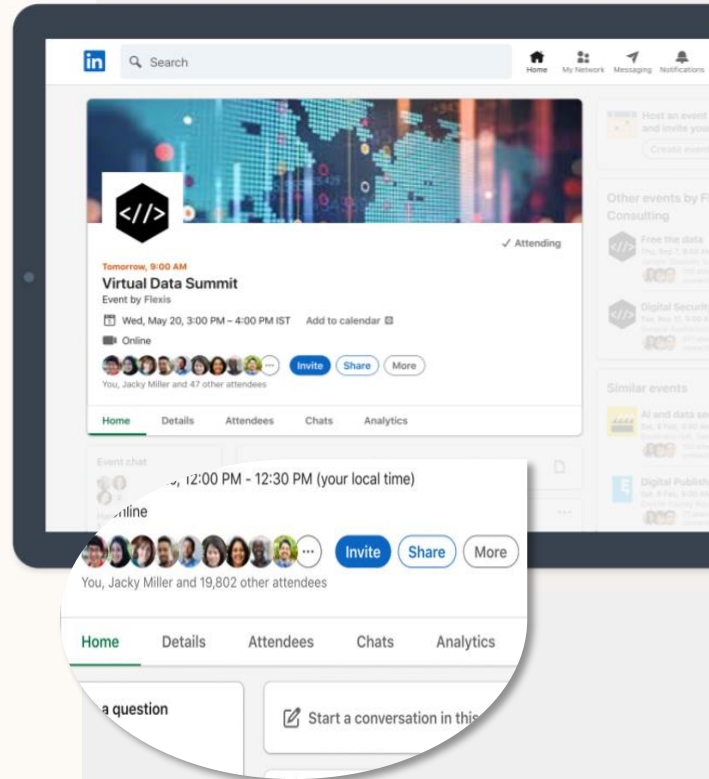 in
Search
Home
My Network
Messaging
Notifications
Host an event
and invite your
Create event
</>
Attending
Tomorrow, 9:00 AM
Virtual Data Summit
Event by Flexis
Wed, May 20, 3:00 PM – 4:00 PM IST Add to calendar
Online
Invite Share More
You, Jacky Miller and 47 other attendees
Home Details Attendees Chats Analytics
Other events by
Consulting
Free the data
Digital Security
Similar events
AI and data
Digital
Event chat
12:00 PM - 12:30 PM (your local time)
Invite Share More
You, Jacky Miller and 19,802 other attendees
Home Details Attendees Chats Analytics
a question
Start a conversation in this